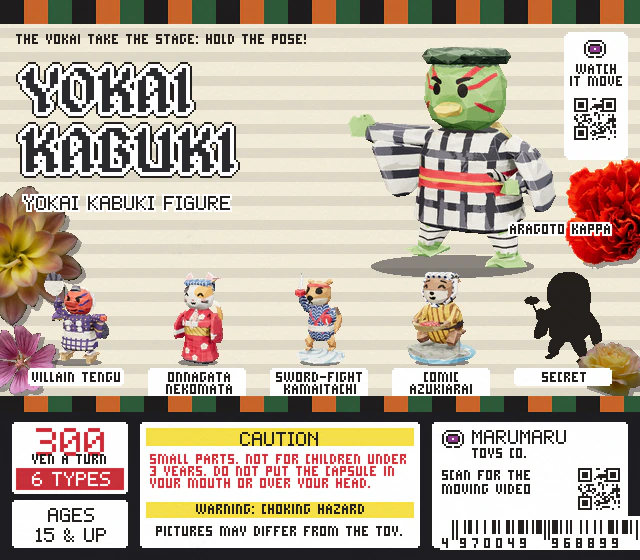 THE YOKAI TAKE THE STAGE: HOLD THE POSE!
YOKAI
KABUKI
YOKAI KABUKI FIGURE
WATCH
IT MOVE
ARAGOTO KAPPA
VILLAIN TENGU
ONNAGATA
NEKOMATA
SWORD-FIGHT
KAMAITACHI
COMIC
AZUKIARAI
SECRET
300
YEN A TURN
6 TYPES
AGES
15 & UP
CAUTION
SMALL PARTS. NOT FOR CHILDREN UNDER
3 YEARS. DO NOT PUT THE CAPSULE IN
YOUR MOUTH OR OVER YOUR HEAD.
WARNING: CHOKING HAZARD
PICTURES MAY DIFFER FROM THE TOY.
MARUMARU
TOYS CO.
SCAN FOR THE
MOVING VIDEO
4 970049 968899